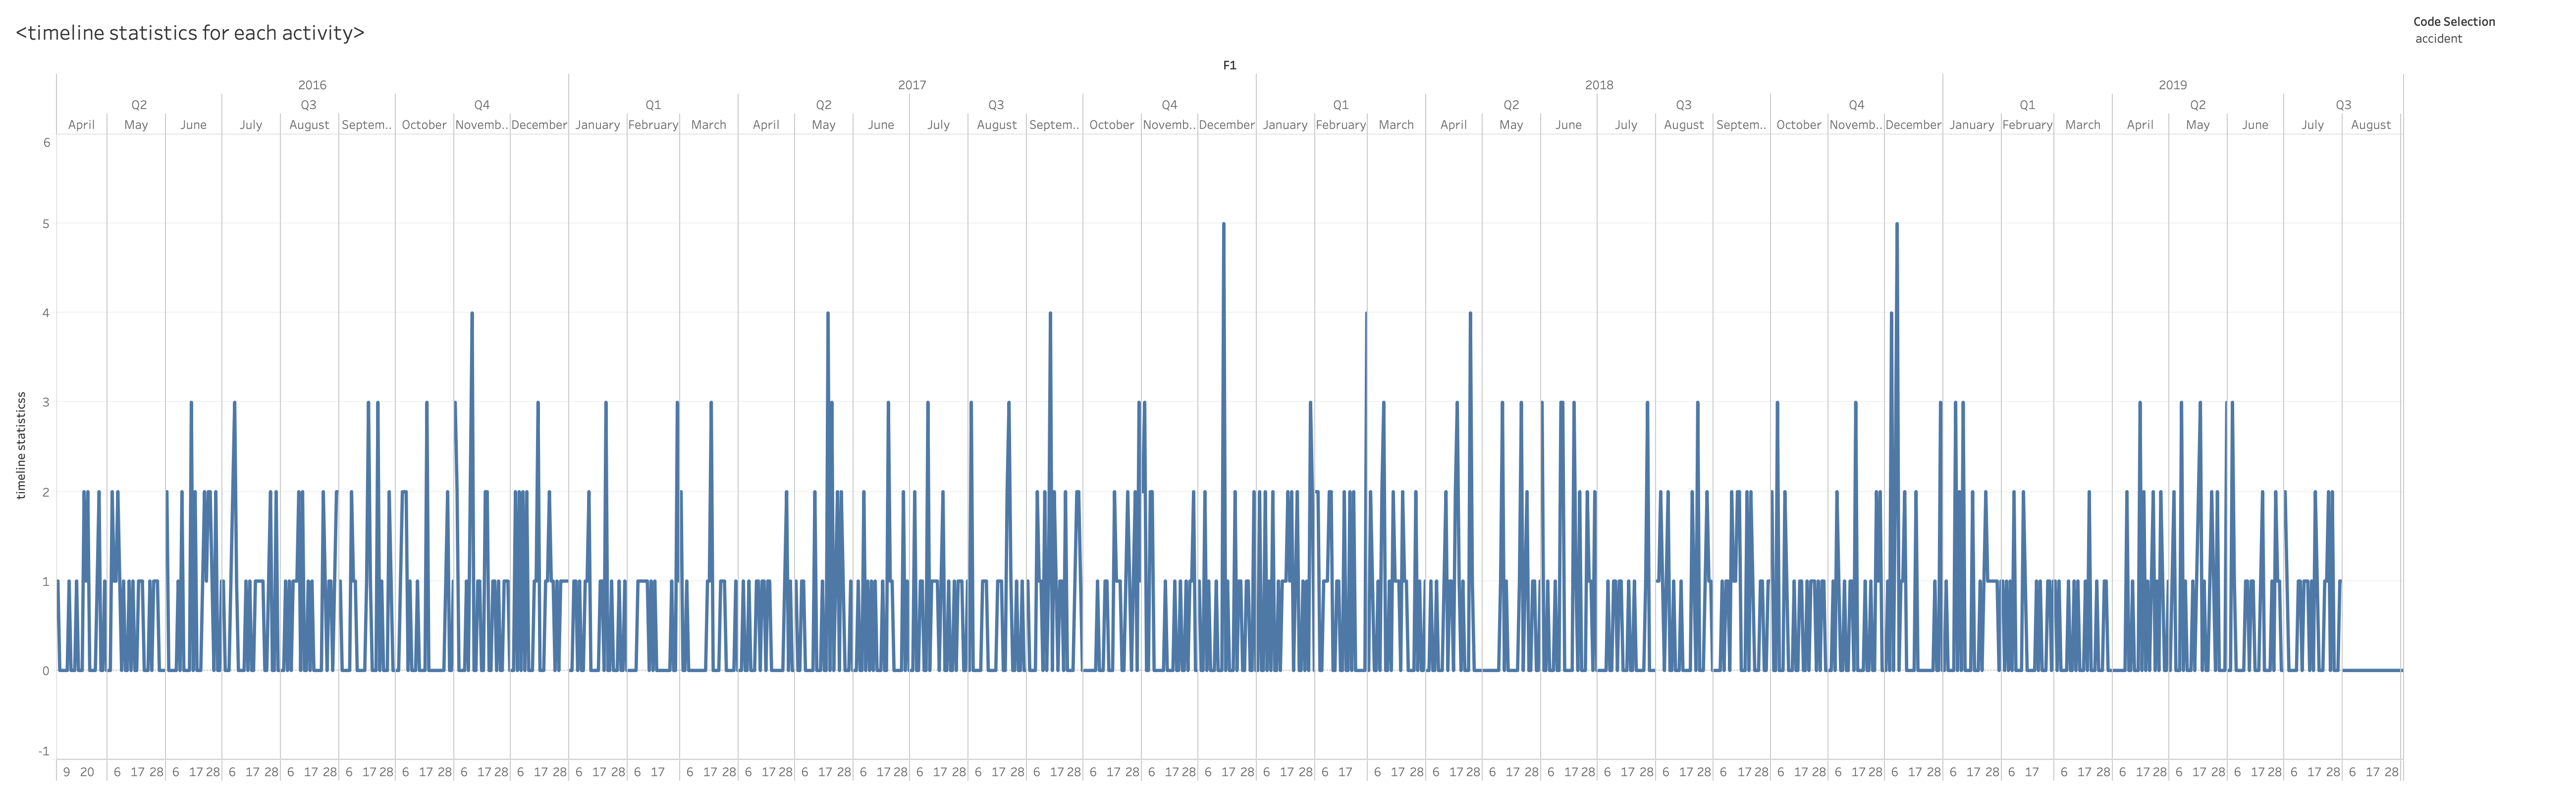 <timeline statistics for each activity>
Code Selection
accident
F1
2016 2017 2018 2019
Q2 Q3 Q4 Q1 Q2 Q3 Q4 Q1 Q2 Q3 Q4 Q1 Q2 Q3
April May June July August Septem.. October Novemb.. December January February March April May June July August Septem.. October Novemb.. December January February March April May June July August Septem.. October Novemb.. December January February March April May June July August
6
5
4
3
2
1
0
-1
timeline statisticss
9 20 6 17 28 6 17 28 6 17 28 6 17 28 6 17 28 6 17 28 6 17 28 6 17 28 6 17 28 6 17 6 17 28 6 17 28 6 17 28 6 17 28 6 17 28 6 17 28 6 17 28 6 17 28 6 17 28 6 17 28 6 17 28 6 17 6 17 28 6 17 28 6 17 28 6 17 28 6 17 28 6 17 28 6 17 28 6 17 28 6 17 28 6 17 28 6 17 28 6 17 6 17 28 6 17 28 6 17 28 6 17 28 6 17 28 6 17 28